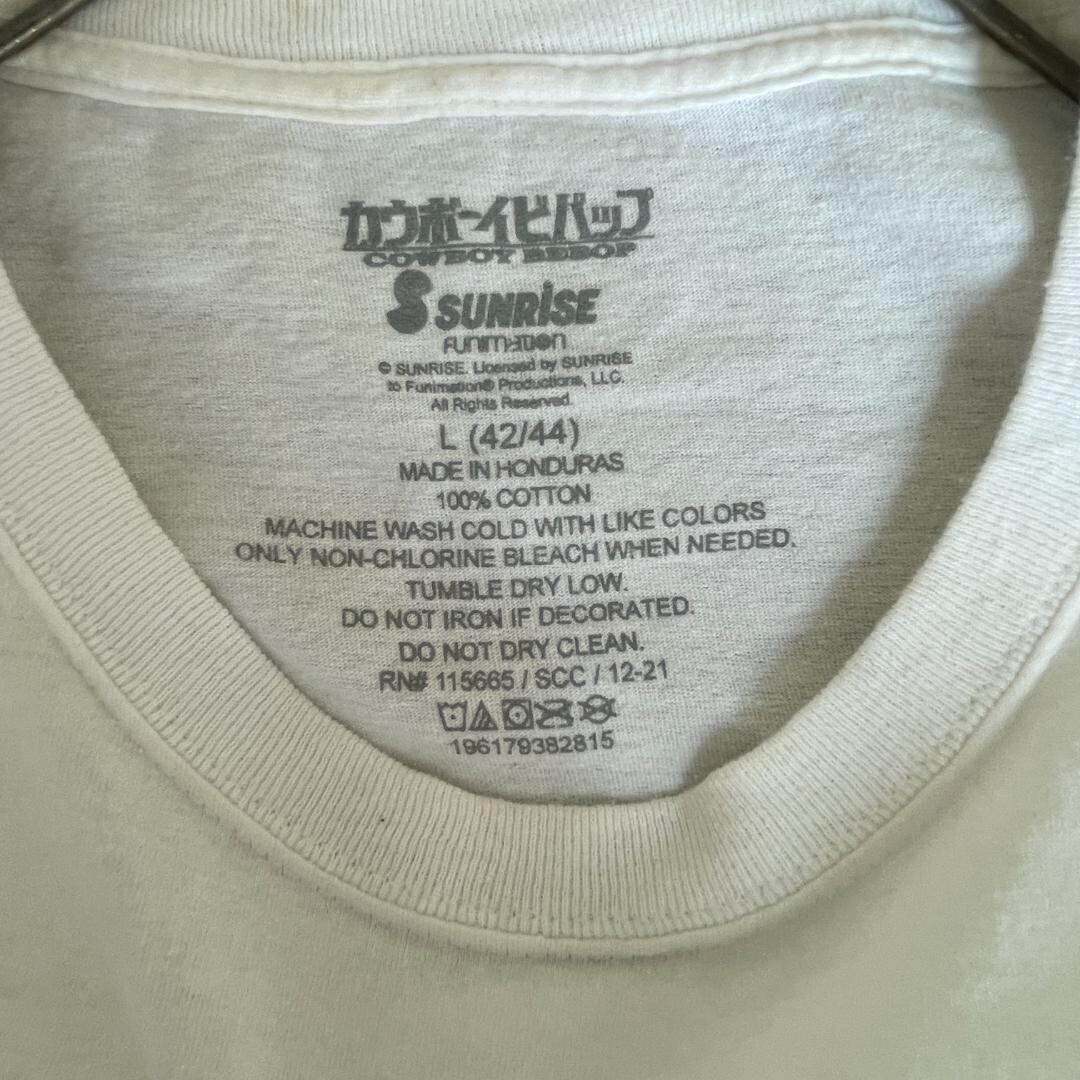 カウボーイビバップ
COWBOY BEBOP
SUNRISE
FUNIMATION
© SUNRISE. Licensed by SUNRISE
to Funimation® Productions, LLC.
All Rights Reserved.
L (42/44)
MADE IN HONDURAS
100% COTTON
MACHINE WASH COLD WITH LIKE COLORS
ONLY NON-CHLORINE BLEACH WHEN NEEDED.
TUMBLE DRY LOW.
DO NOT IRON IF DECORATED.
DO NOT DRY CLEAN.
RN# 115665 / SCC / 12-21
196179382815